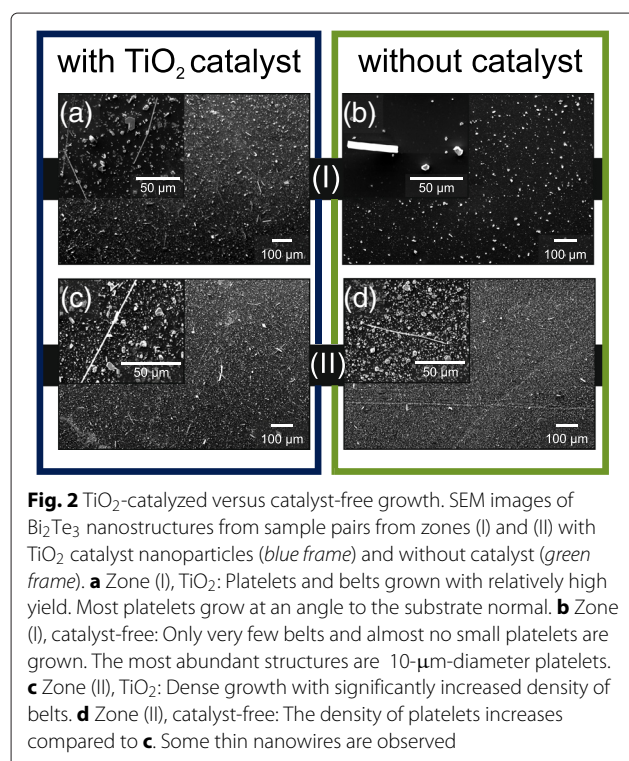 with TiO₂ catalyst
without catalyst
(a)
50 µm
100 µm
(b)
50 µm
100 µm
(I)
(c)
50 µm
100 µm
(d)
50 µm
100 µm
(II)
Fig. 2 TiO₂-catalyzed versus catalyst-free growth. SEM images of
Bi₂Te₃ nanostructures from sample pairs from zones (I) and (II) with
TiO₂ catalyst nanoparticles (blue frame) and without catalyst (green
frame). a Zone (I), TiO₂: Platelets and belts grown with relatively high
yield. Most platelets grow at an angle to the substrate normal. b Zone
(I), catalyst-free: Only very few belts and almost no small platelets are
grown. The most abundant structures are 10-µm-diameter platelets.
c Zone (II), TiO₂: Dense growth with significantly increased density of
belts. d Zone (II), catalyst-free: The density of platelets increases
compared to c. Some thin nanowires are observed